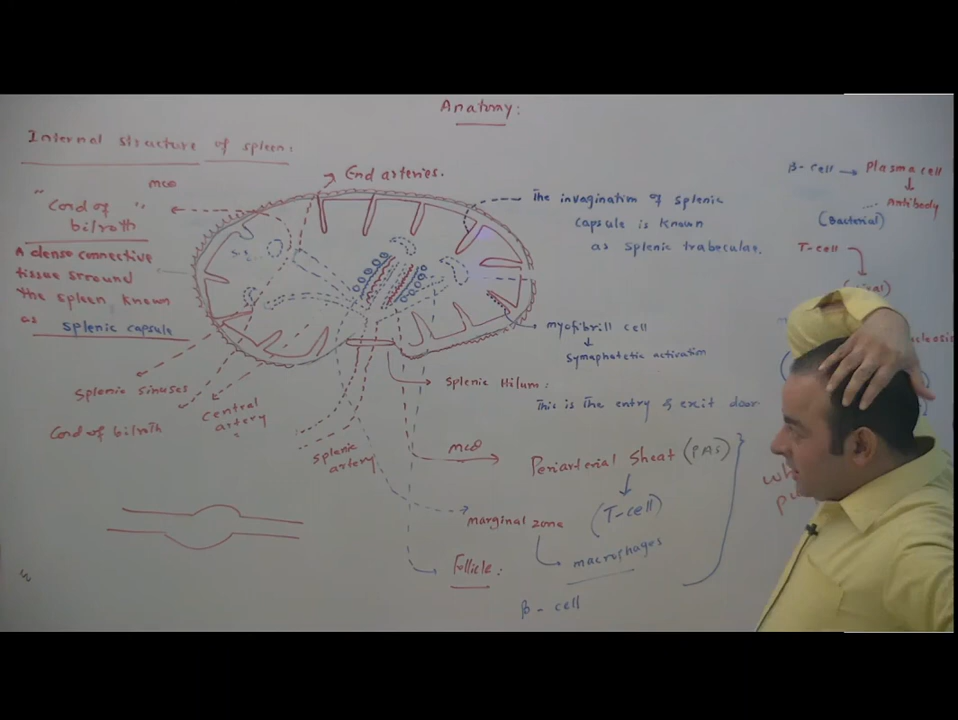 Anatomy:
Internal structure of spleen:
mcq
"Cord of"
bilroth
A dense connective
tissue srround
the spleen known
as splenic capsule
End arteries.
The invagination of splenic
capsule is known
as splenic trabeculae.
β-cell → Plasma cell
Antibody
(Bacterial)
T-cell
myofibrill cell
Symaphatetic activation
Splenic sinuses
Cord of bilroth
Central
artery
Splenic
artery
Splenic Hilum:
This is the entry & exit door
mcq
Periarterial Sheat (PAS)
(T-cell)
marginal zone
macrophages
Follicle:
β - cell